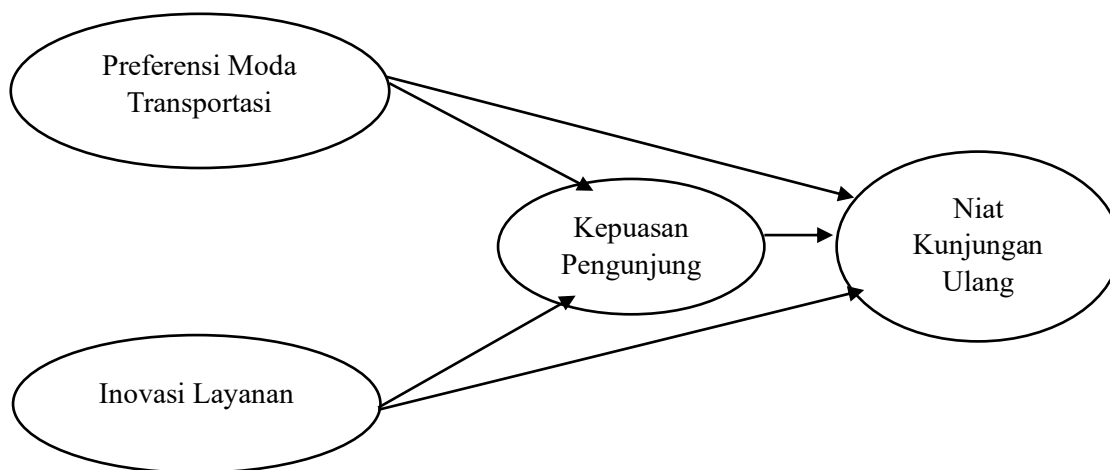 Preferensi Moda
Transportasi
Kepuasan
Pengunjung
Niat
Kunjungan
Ulang
Inovasi Layanan